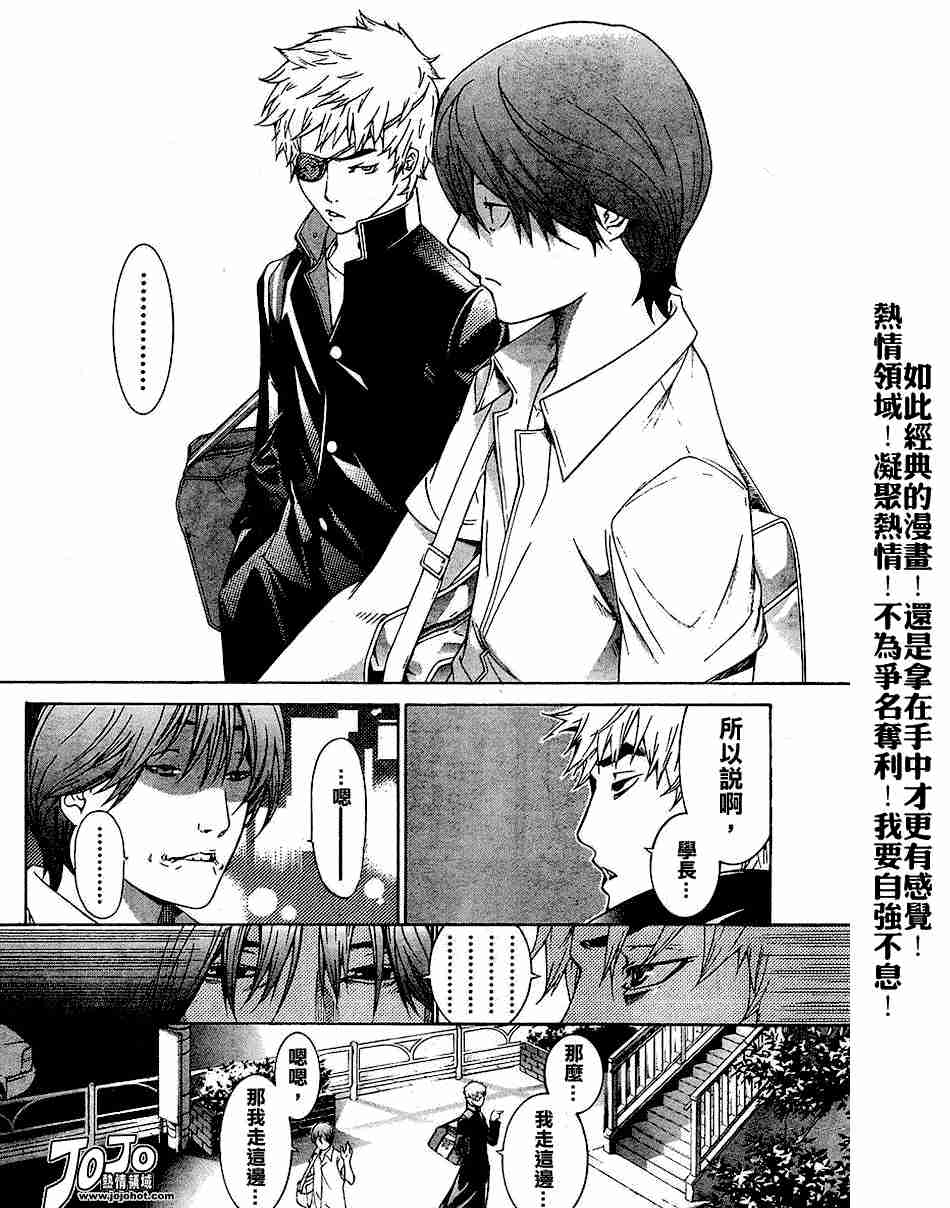 …………
所以説啊，
學長…
…嗯——
……
…………
那麼…
我走這邊…
嗯嗯，
那我走這邊…
如此經典的漫畫！還是拿在手中才更有感覺！
熱情領域！凝聚熱情！不為爭名奪利！我要自強不息！
JOJO
熱情領域
www.jojohot.com